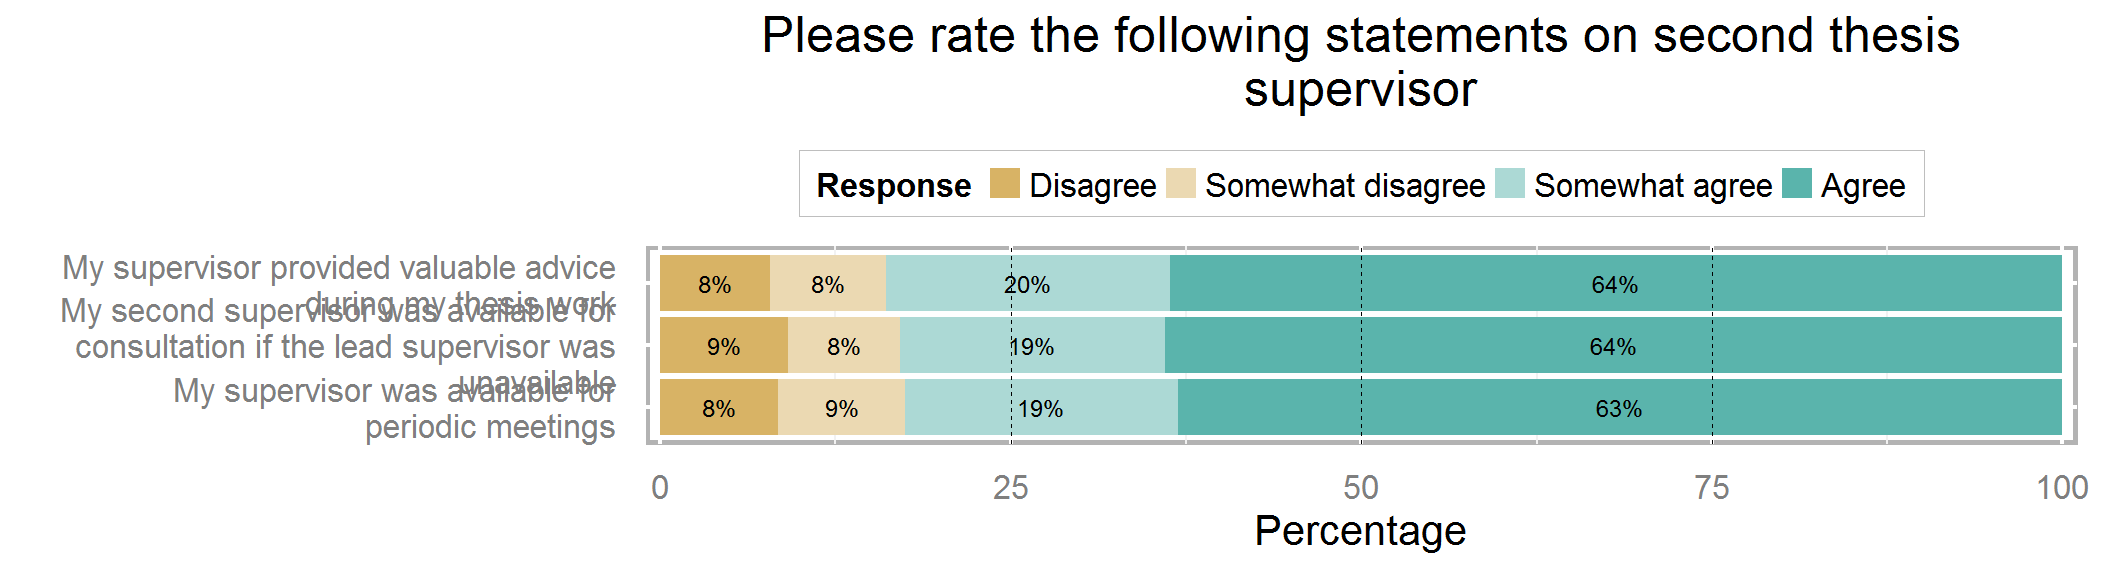 Please rate the following statements on second thesis
supervisor
Response Disagree Somewhat disagree Somewhat agree Agree
My supervisor provided valuable advice
during my thesis work
8% 8% 20% 64%
My second supervisor was available for
consultation if the lead supervisor was
unavailable
9% 8% 19% 64%
My supervisor was available for
periodic meetings
8% 9% 19% 63%
0 25 50 75 100
Percentage